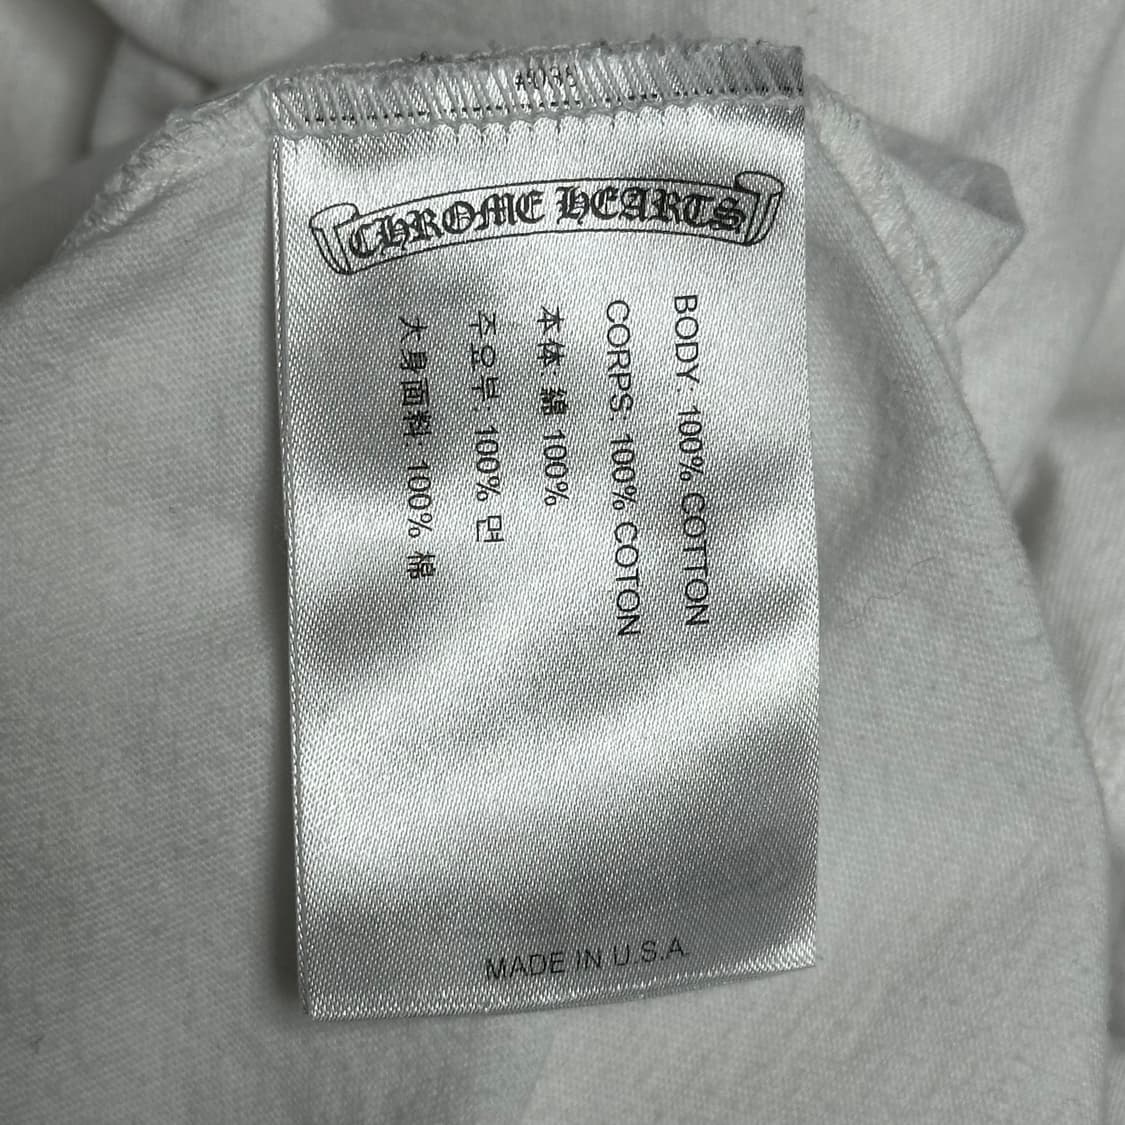 CHROME HEARTS
BODY: 100% COTTON
CORPS: 100% COTON
本体 綿 100%
주요부: 100% 면
大身面料: 100% 棉
MADE IN U.S.A.